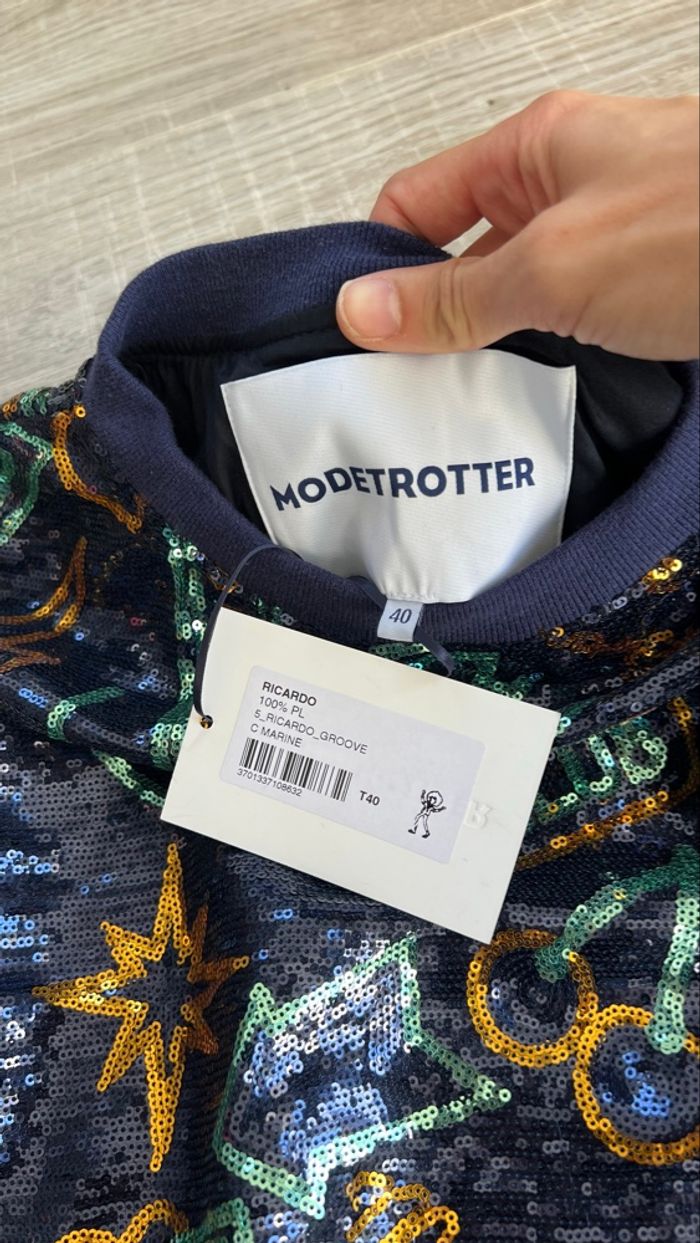 MODETROTTER
40
RICARDO
100% PL
5_RICARDO_GROOVE
C MARINE
3701337108632
T40